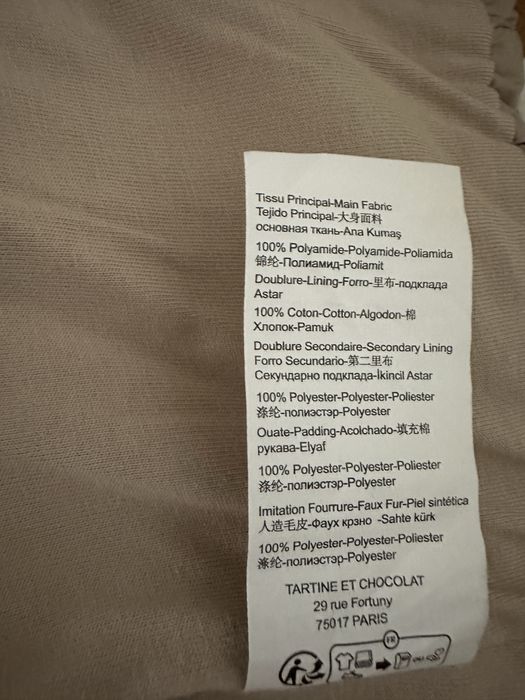 Tissu Principal-Main Fabric
Tejido Principal-大身面料
основная ткань-Ana Kumaş
100% Polyamide-Polyamide-Poliamida
锦纶-Полиамид-Poliamit
Doublure-Lining-Forro-里布-подклада
Astar
100% Coton-Cotton-Algodon-棉
Хлопок-Pamuk
Doublure Secondaire-Secondary Lining
Forro Secundario-第二里布
Секундарно подклада-İkincil Astar
100% Polyester-Polyester-Poliester
涤纶-полиэстэр-Polyester
Ouate-Padding-Acolchado-填充棉
рукава-Elyaf
100% Polyester-Polyester-Poliester
涤纶-полиэстэр-Polyester
Imitation Fourrure-Faux Fur-Piel sintética
人造毛皮-Фаух крзно -Sahte kürk
100% Polyester-Polyester-Poliester
涤纶-полиэстэр-Polyester
TARTINE ET CHOCOLAT
29 rue Fortuny
75017 PARIS
FR